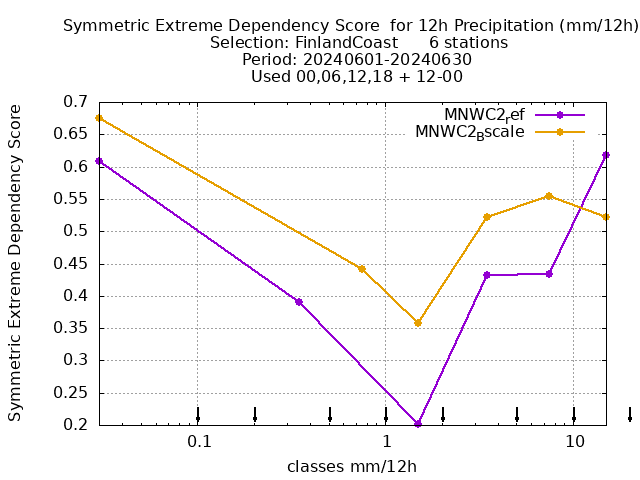 Symmetric Extreme Dependency Score  for 12h Precipitation (mm/12h)
Selection: FinlandCoast      6 stations
Period: 20240601-20240630
Used 00,06,12,18 + 12-00
MNWC2ref
MNWC2Bscale
Symmetric Extreme Dependency Score
0.7
0.65
0.6
0.55
0.5
0.45
0.4
0.35
0.3
0.25
0.2
0.1
1
10
classes mm/12h